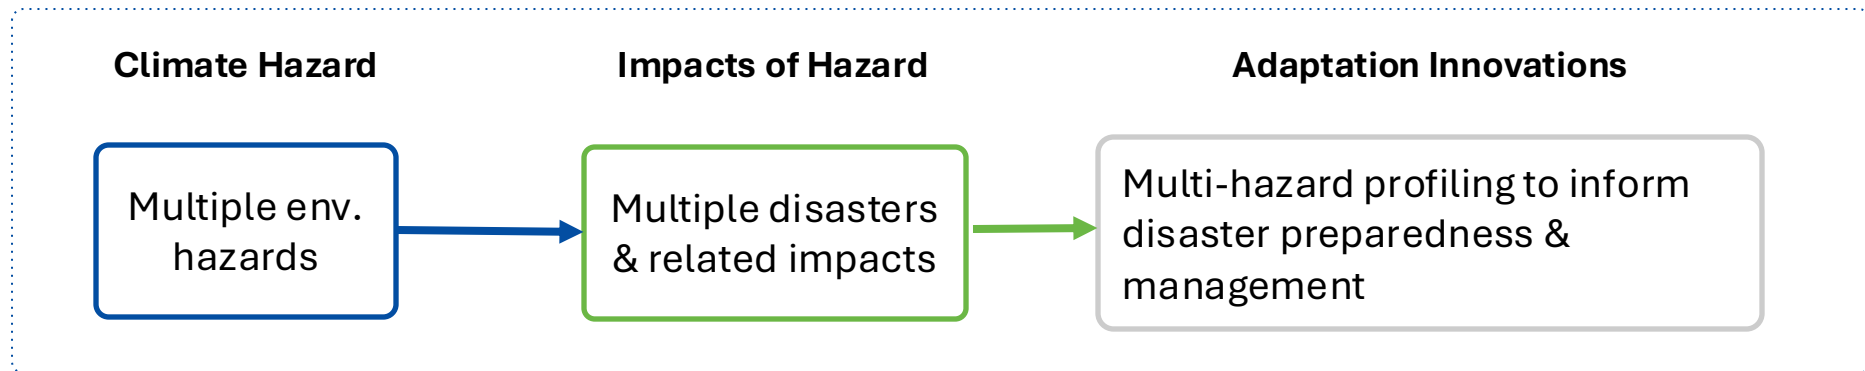 Climate Hazard
Impacts of Hazard
Adaptation Innovations
Multiple env.
hazards
Multiple disasters
& related impacts
Multi-hazard profiling to inform
disaster preparedness &
management